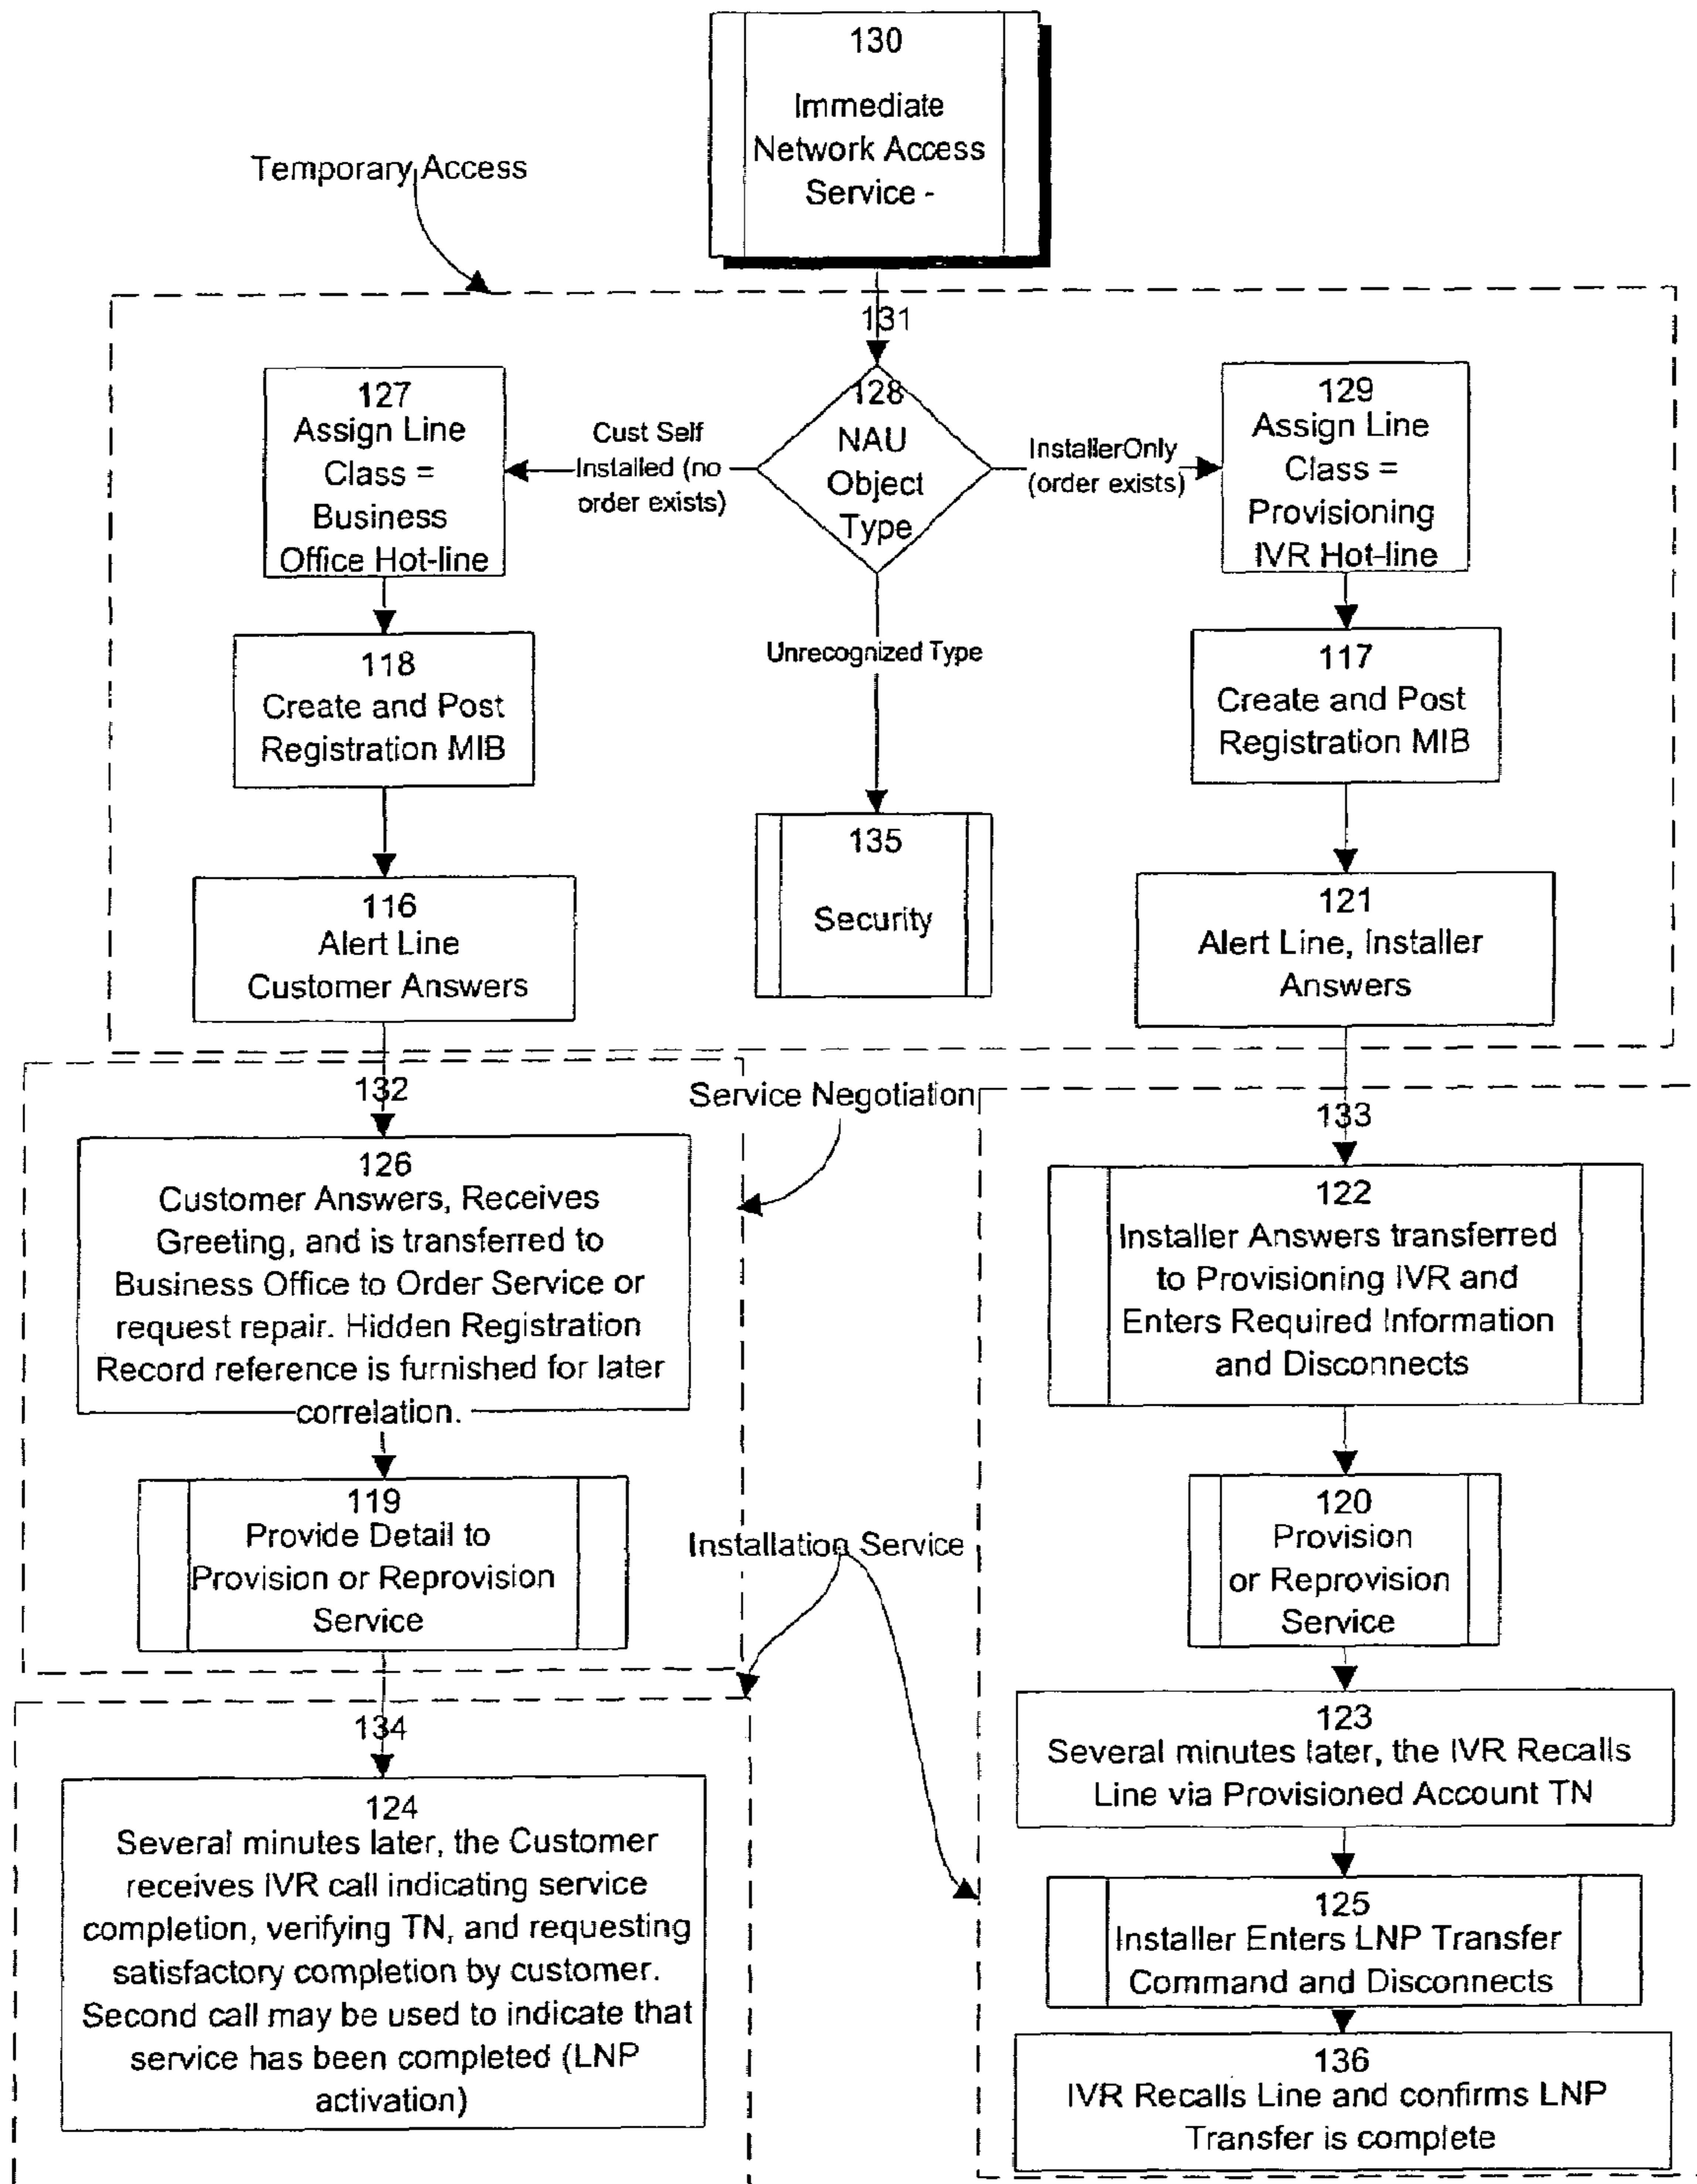 130
Immediate
Network Access
Service -
Temporary Access
131
127
Assign Line
Class =
Business
Office Hot-line
Cust Self
Installed (no
order exists)
128
NAU
Object
Type
InstallerOnly
(order exists)
129
Assign Line
Class =
Provisioning
IVR Hot-line
118
Create and Post
Registration MIB
Unrecognized Type
117
Create and Post
Registration MIB
116
Alert Line
Customer Answers
135
Security
121
Alert Line, Installer
Answers
132
Service Negotiation
133
126
Customer Answers, Receives
Greeting, and is transferred to
Business Office to Order Service or
request repair. Hidden Registration
Record reference is furnished for later
correlation.
122
Installer Answers transferred
to Provisioning IVR and
Enters Required Information
and Disconnects
119
Provide Detail to
Provision or Reprovision
Service
Installation Service
120
Provision
or Reprovision
Service
134
123
Several minutes later, the IVR Recalls
Line via Provisioned Account TN
124
Several minutes later, the Customer
receives IVR call indicating service
completion, verifying TN, and requesting
satisfactory completion by customer.
Second call may be used to indicate that
service has been completed (LNP
activation)
125
Installer Enters LNP Transfer
Command and Disconnects
136
IVR Recalls Line and confirms LNP
Transfer is complete